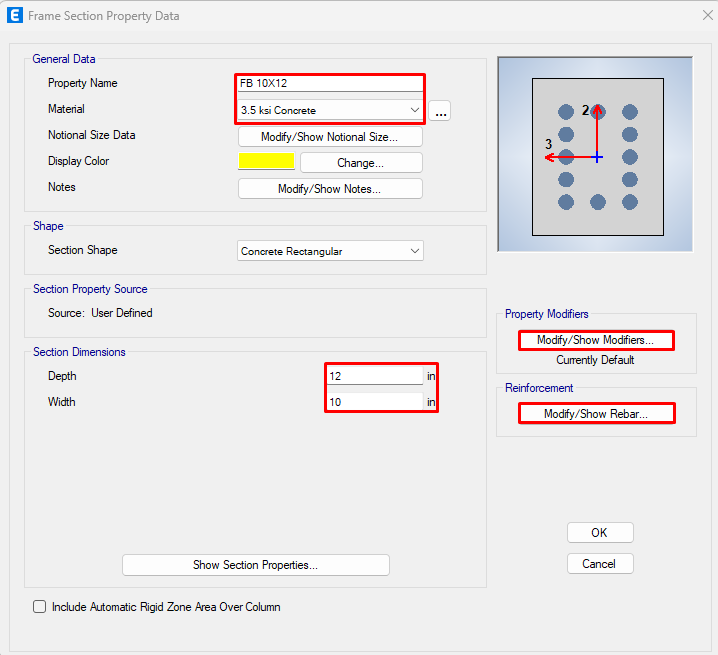 E Frame Section Property Data
General Data
Property Name FB 10X12
Material 3.5 ksi Concrete ...
Notional Size Data Modify/Show Notional Size...
Display Color Change...
Notes Modify/Show Notes...
Shape
Section Shape Concrete Rectangular
Section Property Source
Source: User Defined
Section Dimensions
Depth 12 in
Width 10 in
Show Section Properties...
Include Automatic Rigid Zone Area Over Column
2
3
Property Modifiers
Modify/Show Modifiers...
Currently Default
Reinforcement
Modify/Show Rebar...
OK
Cancel